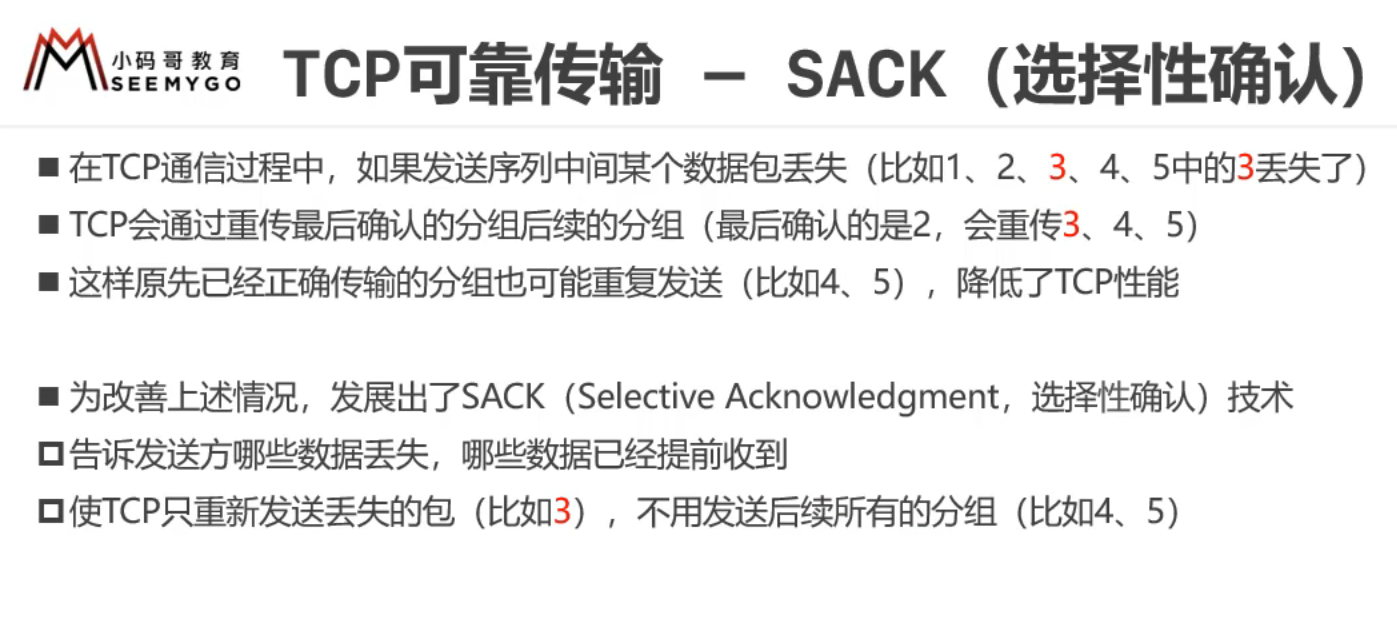 小码哥教育
SEEMYGO
TCP可靠传输 – SACK（选择性确认）
■ 在TCP通信过程中，如果发送序列中间某个数据包丢失（比如1、2、3、4、5中的3丢失了）
■ TCP会通过重传最后确认的分组后续的分组（最后确认的是2，会重传3、4、5）
■ 这样原先已经正确传输的分组也可能重复发送（比如4、5），降低了TCP性能
■ 为改善上述情况，发展出了SACK（Selective Acknowledgment，选择性确认）技术
告诉发送方哪些数据丢失，哪些数据已经提前收到
使TCP只重新发送丢失的包（比如3），不用发送后续所有的分组（比如4、5）